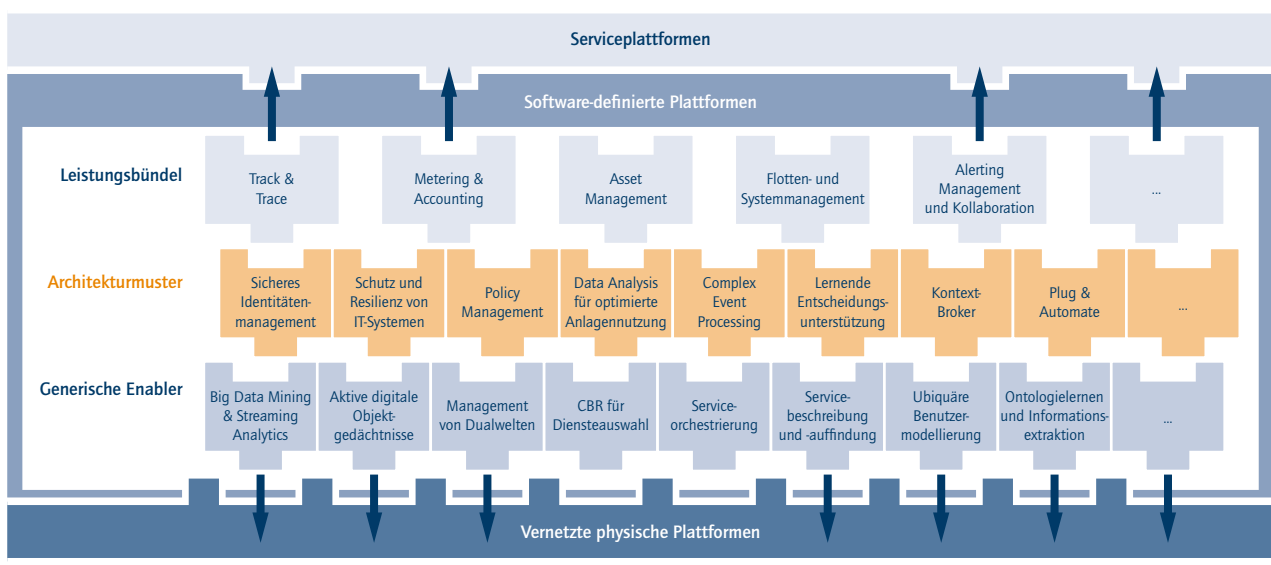 Serviceplattformen
Software-definierte Plattformen
Leistungsbündel
Track &
Trace
Metering &
Accounting
Asset
Management
Flotten- und
Systemmanagement
Alerting
Management
und Kollaboration
...
Architekturmuster
Sicheres
Identitäten-
management
Schutz und
Resilienz von
IT-Systemen
Policy
Management
Data Analysis
für optimierte
Anlagennutzung
Complex
Event
Processing
Lernende
Entscheidungs-
unterstützung
Kontext-
Broker
Plug &
Automate
...
Generische Enabler
Big Data Mining
& Streaming
Analytics
Aktive digitale
Objekt-
gedächtnisse
Management
von Dualwelten
CBR für
Diensteauswahl
Service-
orchestrierung
Service-
beschreibung
und -auffindung
Ubiquäre
Benutzer-
modellierung
Ontologielernen
und Informations-
extraktion
...
Vernetzte physische Plattformen